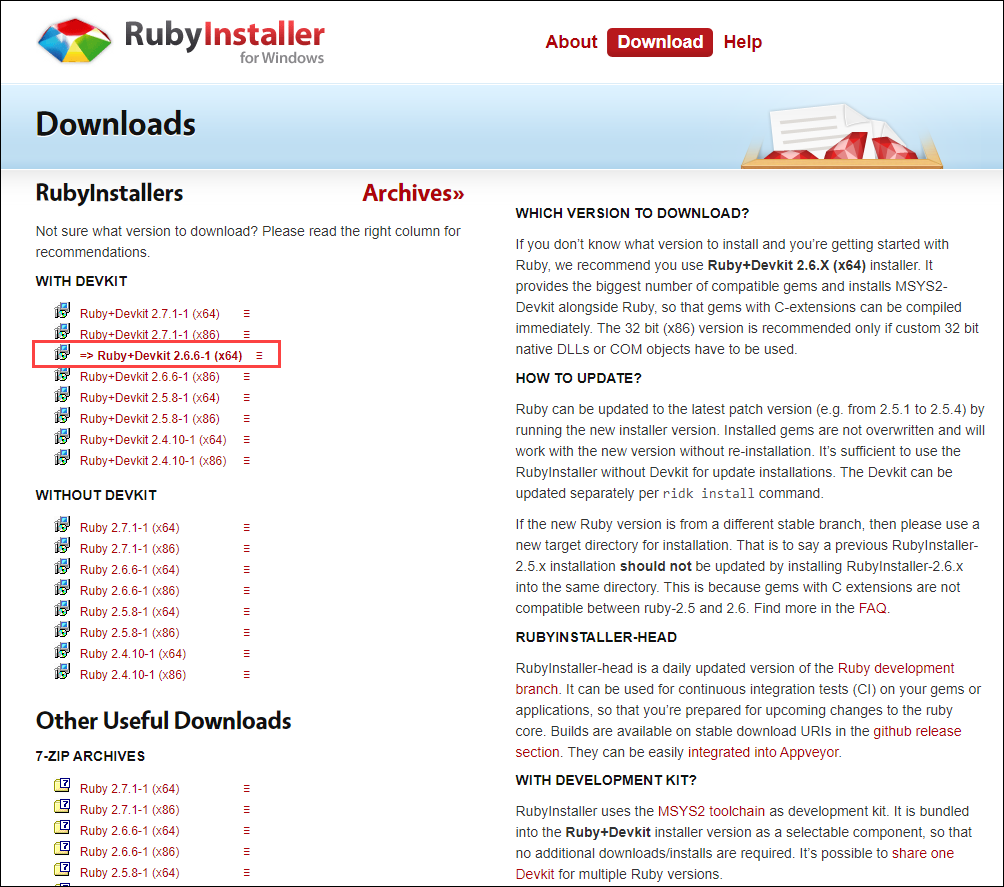 RubyInstaller
for Windows
About Download Help
Downloads
RubyInstallers Archives»
Not sure what version to download? Please read the right column for
recommendations.
WITH DEVKIT
Ruby+Devkit 2.7.1-1 (x64) ≡
Ruby+Devkit 2.7.1-1 (x86) ≡
=> Ruby+Devkit 2.6.6-1 (x64) ≡
Ruby+Devkit 2.6.6-1 (x86) ≡
Ruby+Devkit 2.5.8-1 (x64) ≡
Ruby+Devkit 2.5.8-1 (x86) ≡
Ruby+Devkit 2.4.10-1 (x64) ≡
Ruby+Devkit 2.4.10-1 (x86) ≡
WITHOUT DEVKIT
Ruby 2.7.1-1 (x64) ≡
Ruby 2.7.1-1 (x86) ≡
Ruby 2.6.6-1 (x64) ≡
Ruby 2.6.6-1 (x86) ≡
Ruby 2.5.8-1 (x64) ≡
Ruby 2.5.8-1 (x86) ≡
Ruby 2.4.10-1 (x64) ≡
Ruby 2.4.10-1 (x86) ≡
Other Useful Downloads
7-ZIP ARCHIVES
Ruby 2.7.1-1 (x64) ≡
Ruby 2.7.1-1 (x86) ≡
Ruby 2.6.6-1 (x64) ≡
Ruby 2.6.6-1 (x86) ≡
Ruby 2.5.8-1 (x64) ≡
WHICH VERSION TO DOWNLOAD?
If you don’t know what version to install and you’re getting started with
Ruby, we recommend you use Ruby+Devkit 2.6.X (x64) installer. It
provides the biggest number of compatible gems and installs MSYS2-
Devkit alongside Ruby, so that gems with C-extensions can be compiled
immediately. The 32 bit (x86) version is recommended only if custom 32 bit
native DLLs or COM objects have to be used.
HOW TO UPDATE?
Ruby can be updated to the latest patch version (e.g. from 2.5.1 to 2.5.4) by
running the new installer version. Installed gems are not overwritten and will
work with the new version without re-installation. It’s sufficient to use the
RubyInstaller without Devkit for update installations. The Devkit can be
updated separately per ridk install command.
If the new Ruby version is from a different stable branch, then please use a
new target directory for installation. That is to say a previous RubyInstaller-
2.5.x installation should not be updated by installing RubyInstaller-2.6.x
into the same directory. This is because gems with C extensions are not
compatible between ruby-2.5 and 2.6. Find more in the FAQ.
RUBYINSTALLER-HEAD
RubyInstaller-head is a daily updated version of the Ruby development
branch. It can be used for continuous integration tests (CI) on your gems or
applications, so that you’re prepared for upcoming changes to the ruby
core. Builds are available on stable download URIs in the github release
section. They can be easily integrated into Appveyor.
WITH DEVELOPMENT KIT?
RubyInstaller uses the MSYS2 toolchain as development kit. It is bundled
into the Ruby+Devkit installer version as a selectable component, so that
no additional downloads/installs are required. It’s possible to share one
Devkit for multiple Ruby versions.